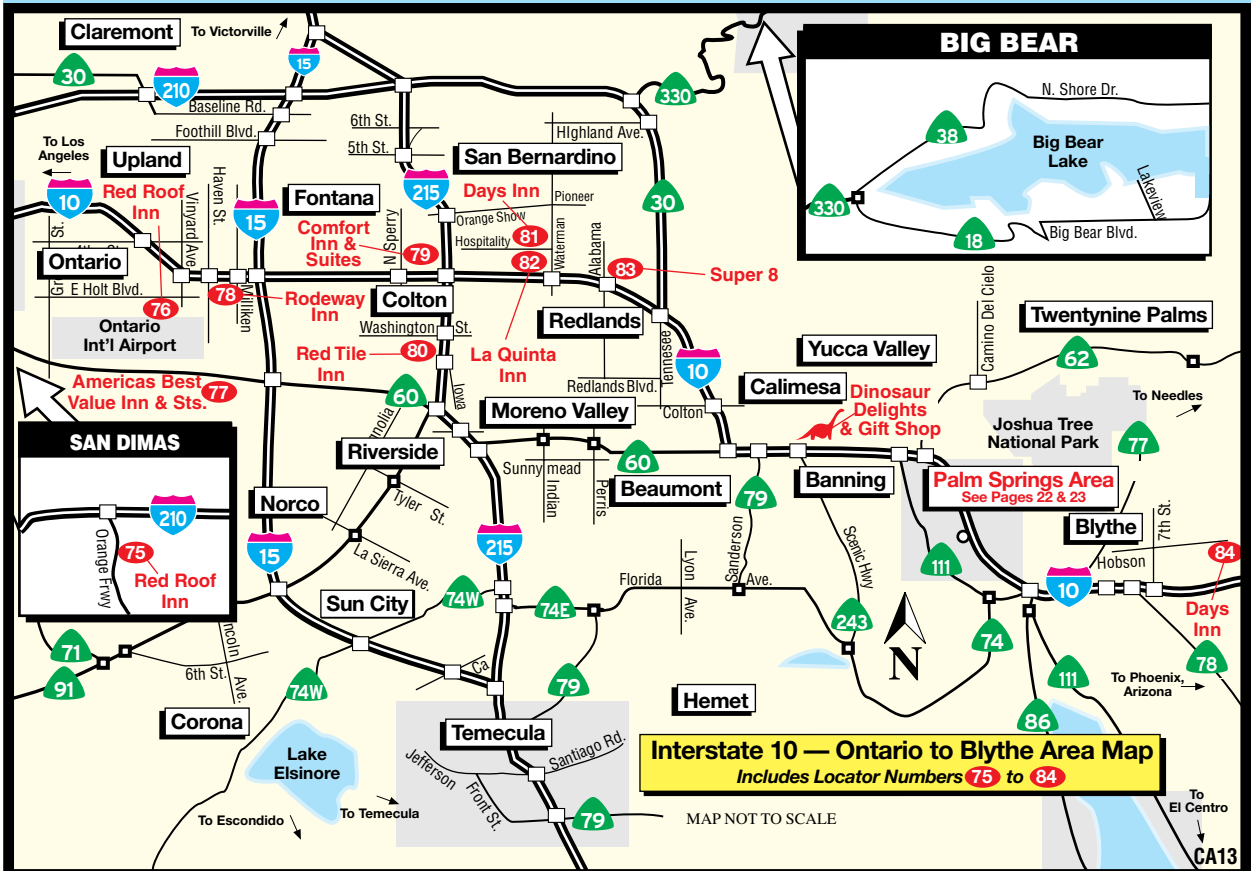 Claremont
To Victorville
15
30
210
Baseline Rd.
Foothill Blvd.
330
6th St.
5th St.
HIghland Ave.
To Los
Angeles
Upland
San Bernardino
Red Roof
Inn
10
Vinyard Ave
Haven St.
15
Fontana
215
Days Inn
Pioneer
Orange Show
81
Hospitality
30
Comfort
Inn &
Suites
79
N Sperry
82
Waterman
Alabama
83
Super 8
St.
4th St.
Ontario
E Holt Blvd.
76
78
Milliken
Rodeway
Inn
Colton
Redlands
Ontario
Int'l Airport
Washington
St.
Red Tile
Inn
80
La Quinta
Inn
Tennesee
10
Redlands Blvd.
Colton
Americas Best
Value Inn & Sts.
77
60
Iowa
BIG BEAR
N. Shore Dr.
38
Big Bear
Lake
Lakeview
330
18
Big Bear Blvd.
Camino Del Cielo
Twentynine Palms
62
Yucca Valley
Calimesa
Dinosaur
Delights
& Gift Shop
Joshua Tree
National Park
To Needles
77
Moreno Valley
Riverside
Sunny mead
Indian
Perris
60
Beaumont
79
Banning
Palm Springs Area
See Pages 22 & 23
Blythe
7th St.
Hobson
84
Days
Inn
SAN DIMAS
210
75
Orange Frwy
Red Roof
Inn
Norco
Tyler St.
La Sierra Ave.
15
215
Sun City
74W
74E
Florida
Ave.
Lyon
Ave.
Sanderson
Scenic Hwy
243
111
10
74
N
71
91
6th St.
Ave.
74W
Ca
79
Hemet
111
86
78
To Phoenix,
Arizona
Corona
Lake
Elsinore
Temecula
Jefferson
Front St.
Santiago Rd.
79
To Escondido
To Temecula
Interstate 10 — Ontario to Blythe Area Map
Includes Locator Numbers 75 to 84
MAP NOT TO SCALE
To
El Centro
CA13